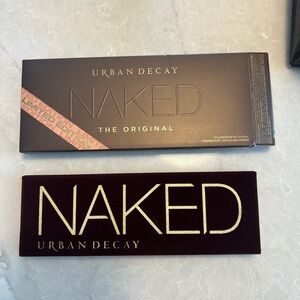 URBAN DECAY
NAKED
THE ORIGINAL
LIMITED EDITION
NAKED
URBAN DECAY